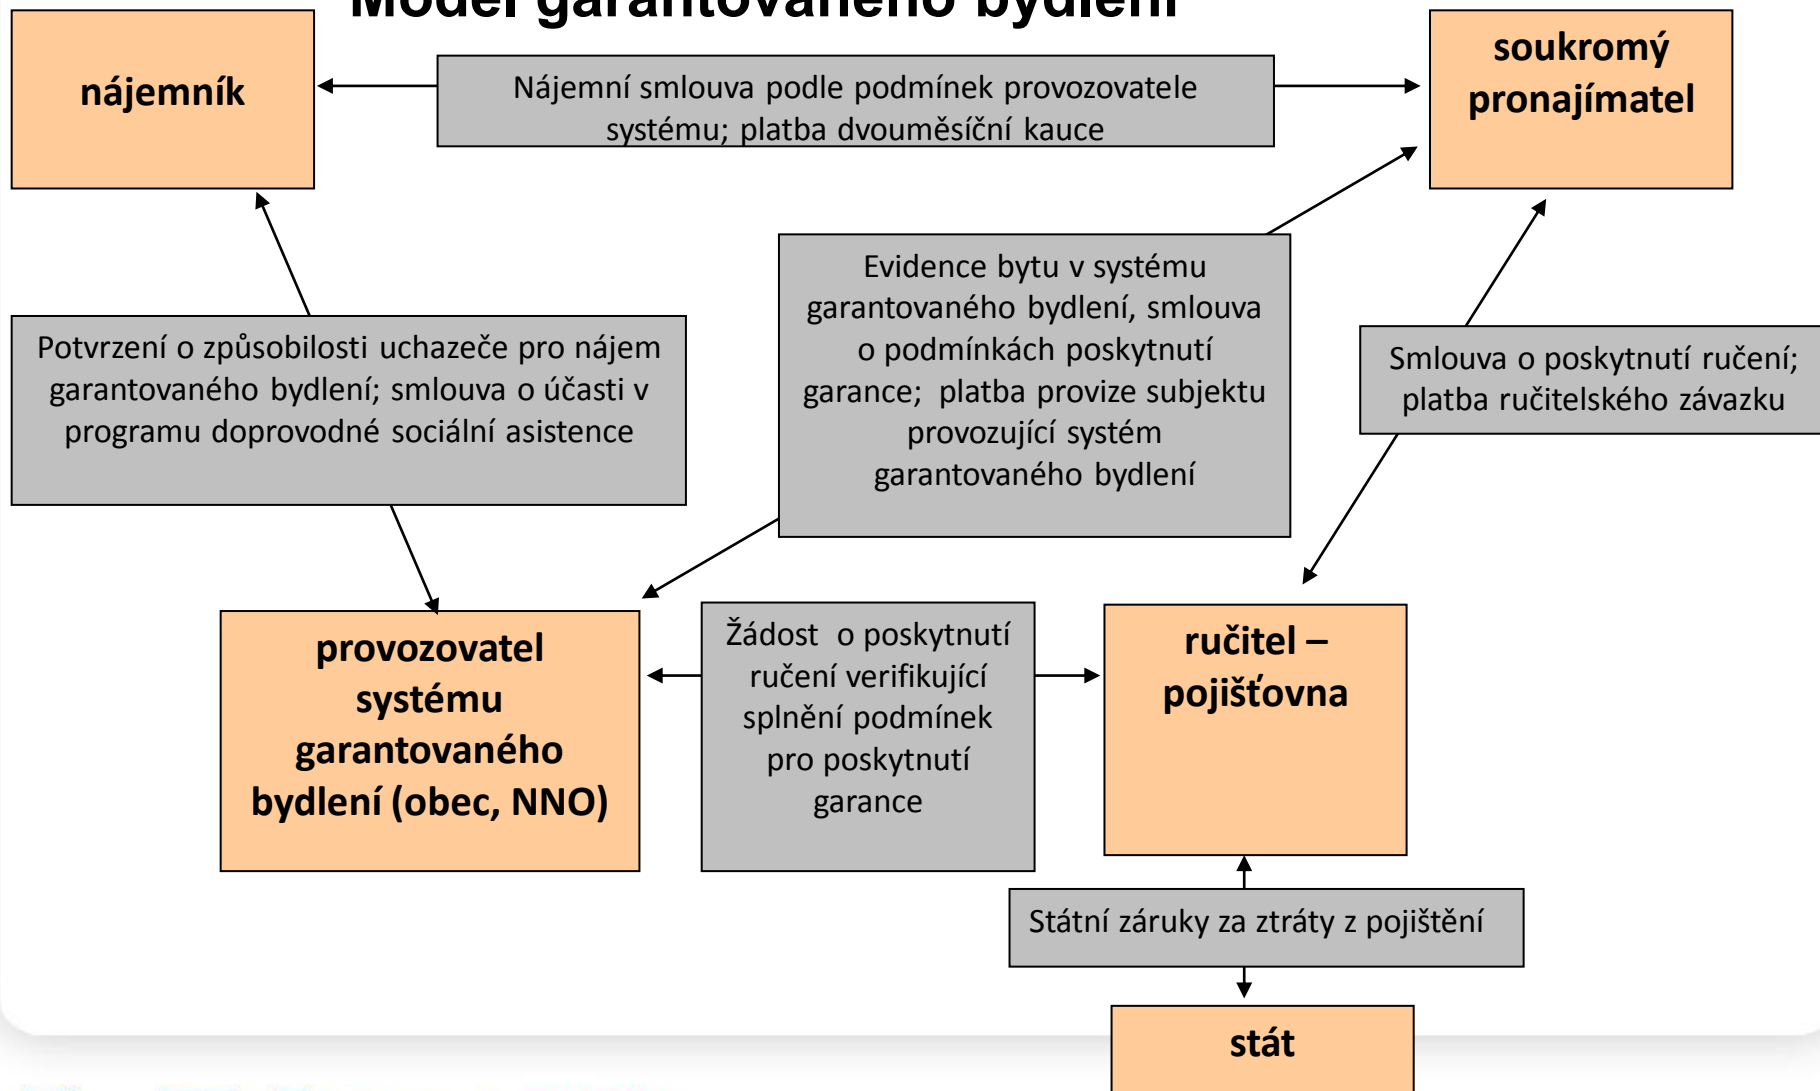 Model garantovaného bydlení
nájemník
Nájemní smlouva podle podmínek provozovatele
systému; platba dvouměsíční kauce
soukromý
pronajímatel
Potvrzení o způsobilosti uchazeče pro nájem
garantovaného bydlení; smlouva o účasti v
programu doprovodné sociální asistence
Evidence bytu v systému
garantovaného bydlení, smlouva
o podmínkách poskytnutí
garance; platba provize subjektu
provozující systém
garantovaného bydlení
Smlouva o poskytnutí ručení;
platba ručitelského závazku
provozovatel
systému
garantovaného
bydlení (obec, NNO)
Žádost o poskytnutí
ručení verifikující
splnění podmínek
pro poskytnutí
garance
ručitel –
pojišťovna
Státní záruky za ztráty z pojištění
stát